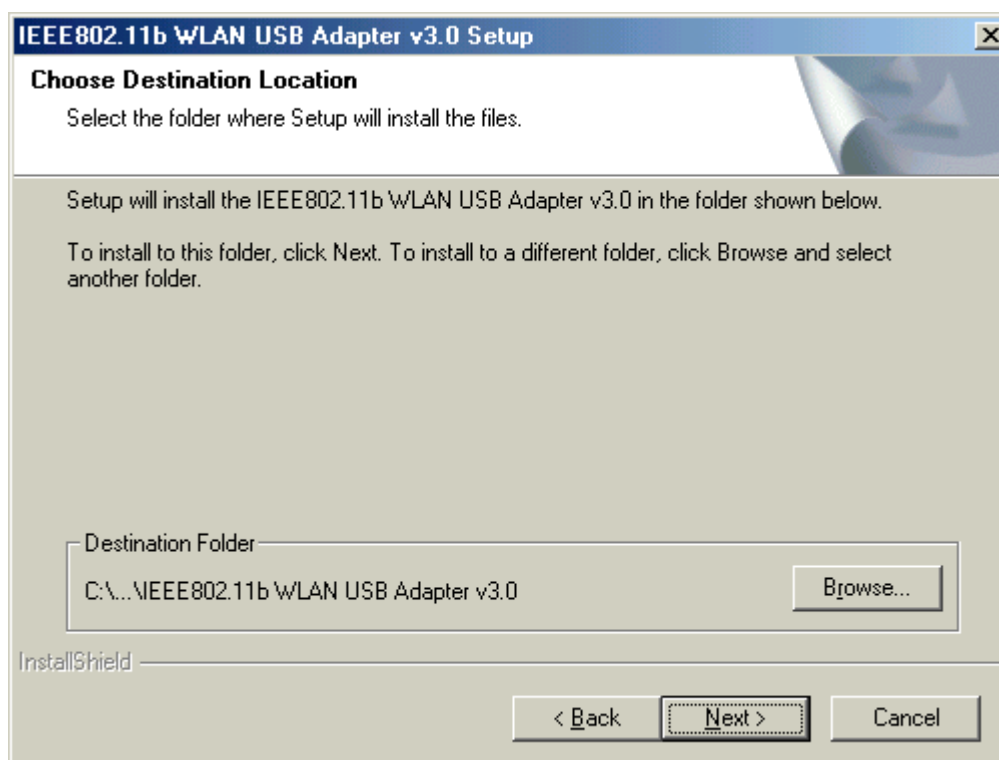 IEEE802.11b WLAN USB Adapter v3.0 Setup
Choose Destination Location
Select the folder where Setup will install the files.
Setup will install the IEEE802.11b WLAN USB Adapter v3.0 in the folder shown below.
To install to this folder, click Next. To install to a different folder, click Browse and select
another folder.
Destination Folder
C:\...\IEEE802.11b WLAN USB Adapter v3.0
Browse...
InstallShield
< Back
Next >
Cancel